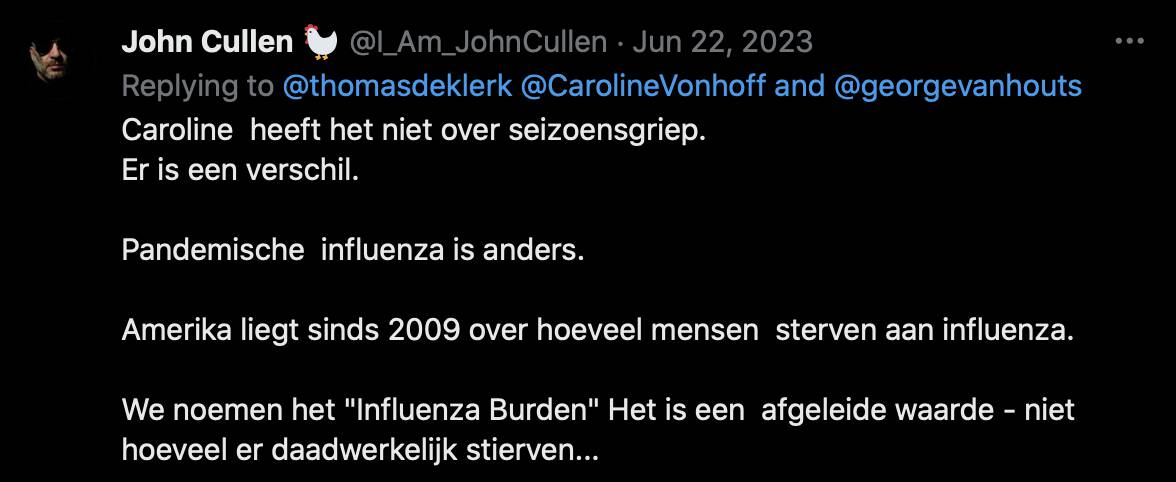 John Cullen 🐓 @I_Am_JohnCullen · Jun 22, 2023
Replying to @thomasdeklerk @CarolineVonhoff and @georgevanhouts
Caroline  heeft het niet over seizoensgriep.
Er is een verschil.
Pandemische  influenza is anders.
Amerika liegt sinds 2009 over hoeveel mensen  sterven aan influenza.
We noemen het "Influenza Burden" Het is een  afgeleide waarde - niet
hoeveel er daadwerkelijk stierven...